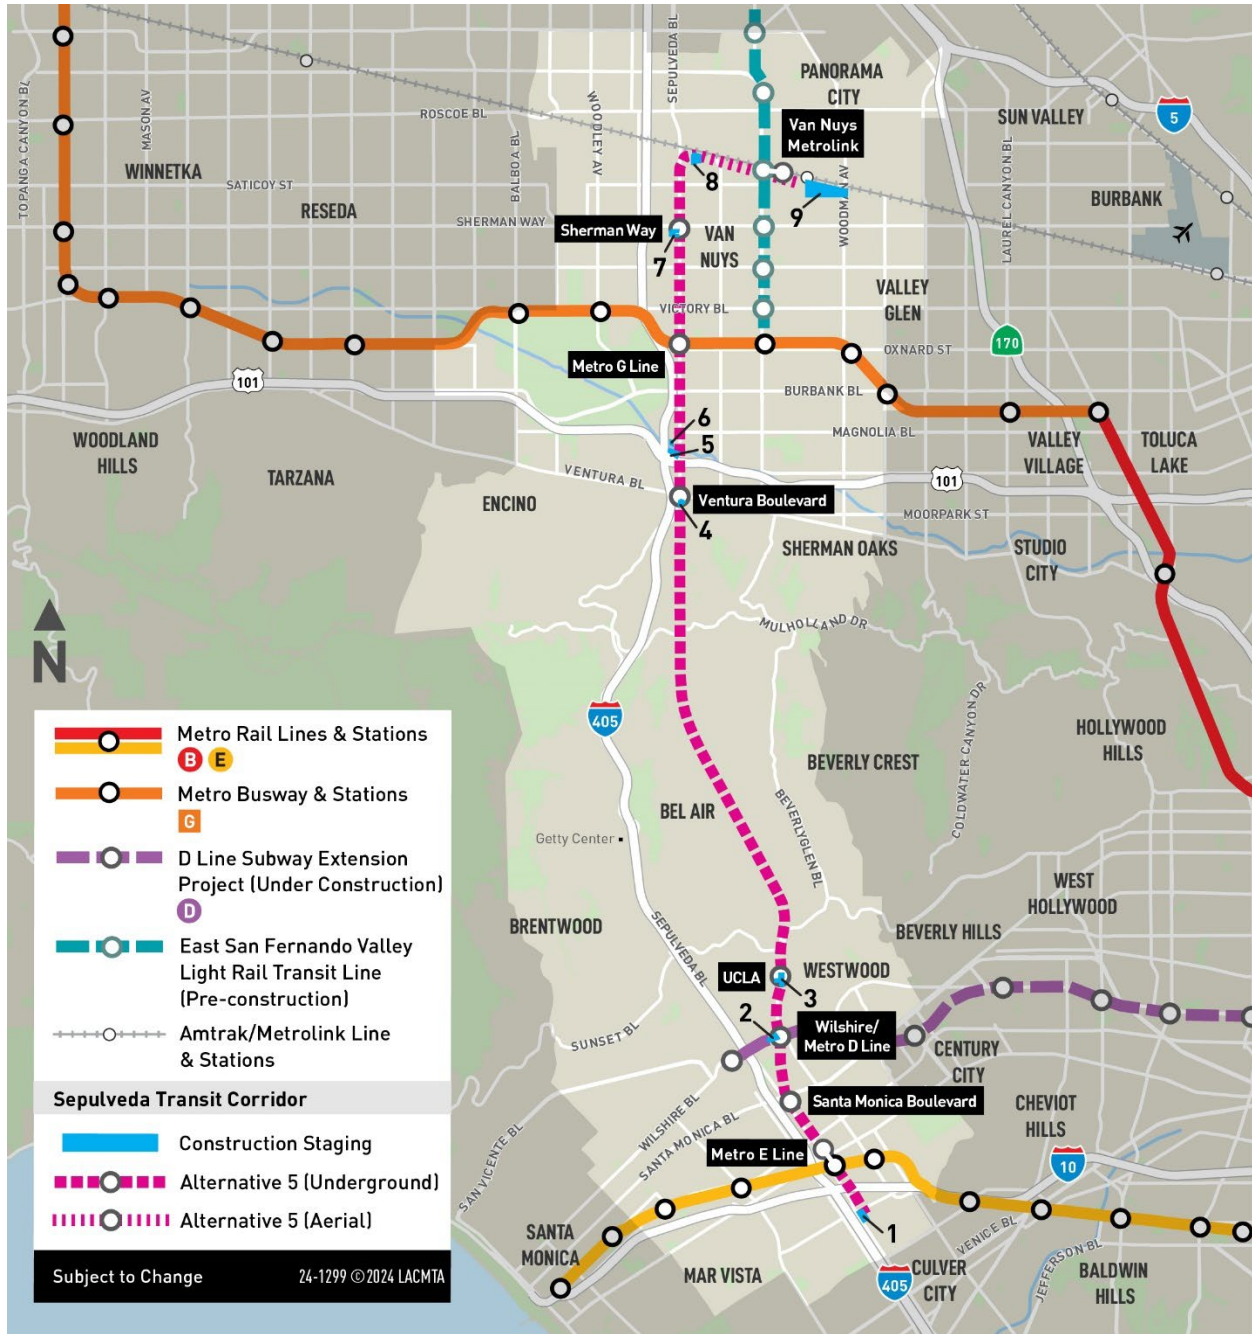 SEPULVEDA BL
PANORAMA
CITY
TOPANGA CANYON BL
MASON AV
ROSCOE BL
BALBOA BL
WOODLEY AV
SUN VALLEY
5
Van Nuys
Metrolink
LAUREL CANYON BL
WINNETKA
SATICOY ST
RESEDA
SHERMAN WAY
8
9
WOODMAN AV
BURBANK
Sherman Way
7
VAN
NUYS
VICTORY BL
VALLEY
GLEN
OXNARD ST
170
Metro G Line
101
BURBANK BL
6
5
MAGNOLIA BL
WOODLAND
HILLS
TARZANA
VENTURA BL
ENCINO
Ventura Boulevard
4
101
VALLEY
VILLAGE
TOLUCA
LAKE
MOORPARK ST
SHERMAN OAKS
STUDIO
CITY
MULHOLLAND DR
N
405
COLDWATER CANYON DR
HOLLYWOOD
HILLS
BEVERLY CREST
BEL AIR
BEVERLYGLEN BL
Getty Center
WEST
HOLLYWOOD
BRENTWOOD
SEPULVEDA BL
BEVERLY HILLS
UCLA
WESTWOOD
3
2
Wilshire/
Metro D Line
SUNSET BL
CENTURY
CITY
WILSHIRE BL
SANTA MONICA BL
Santa Monica Boulevard
CHEVIOT
HILLS
Metro E Line
10
SAN VICENTE BL
1
SANTA
MONICA
MAR VISTA
405
CULVER
CITY
VENICE BL
JEFFERSON BL
BALDWIN
HILLS
Metro Rail Lines & Stations
B E
Metro Busway & Stations
G
D Line Subway Extension
Project (Under Construction)
D
East San Fernando Valley
Light Rail Transit Line
(Pre-construction)
Amtrak/Metrolink Line
& Stations
Sepulveda Transit Corridor
Construction Staging
Alternative 5 (Underground)
Alternative 5 (Aerial)
Subject to Change 24-1299 ©2024 LACMTA